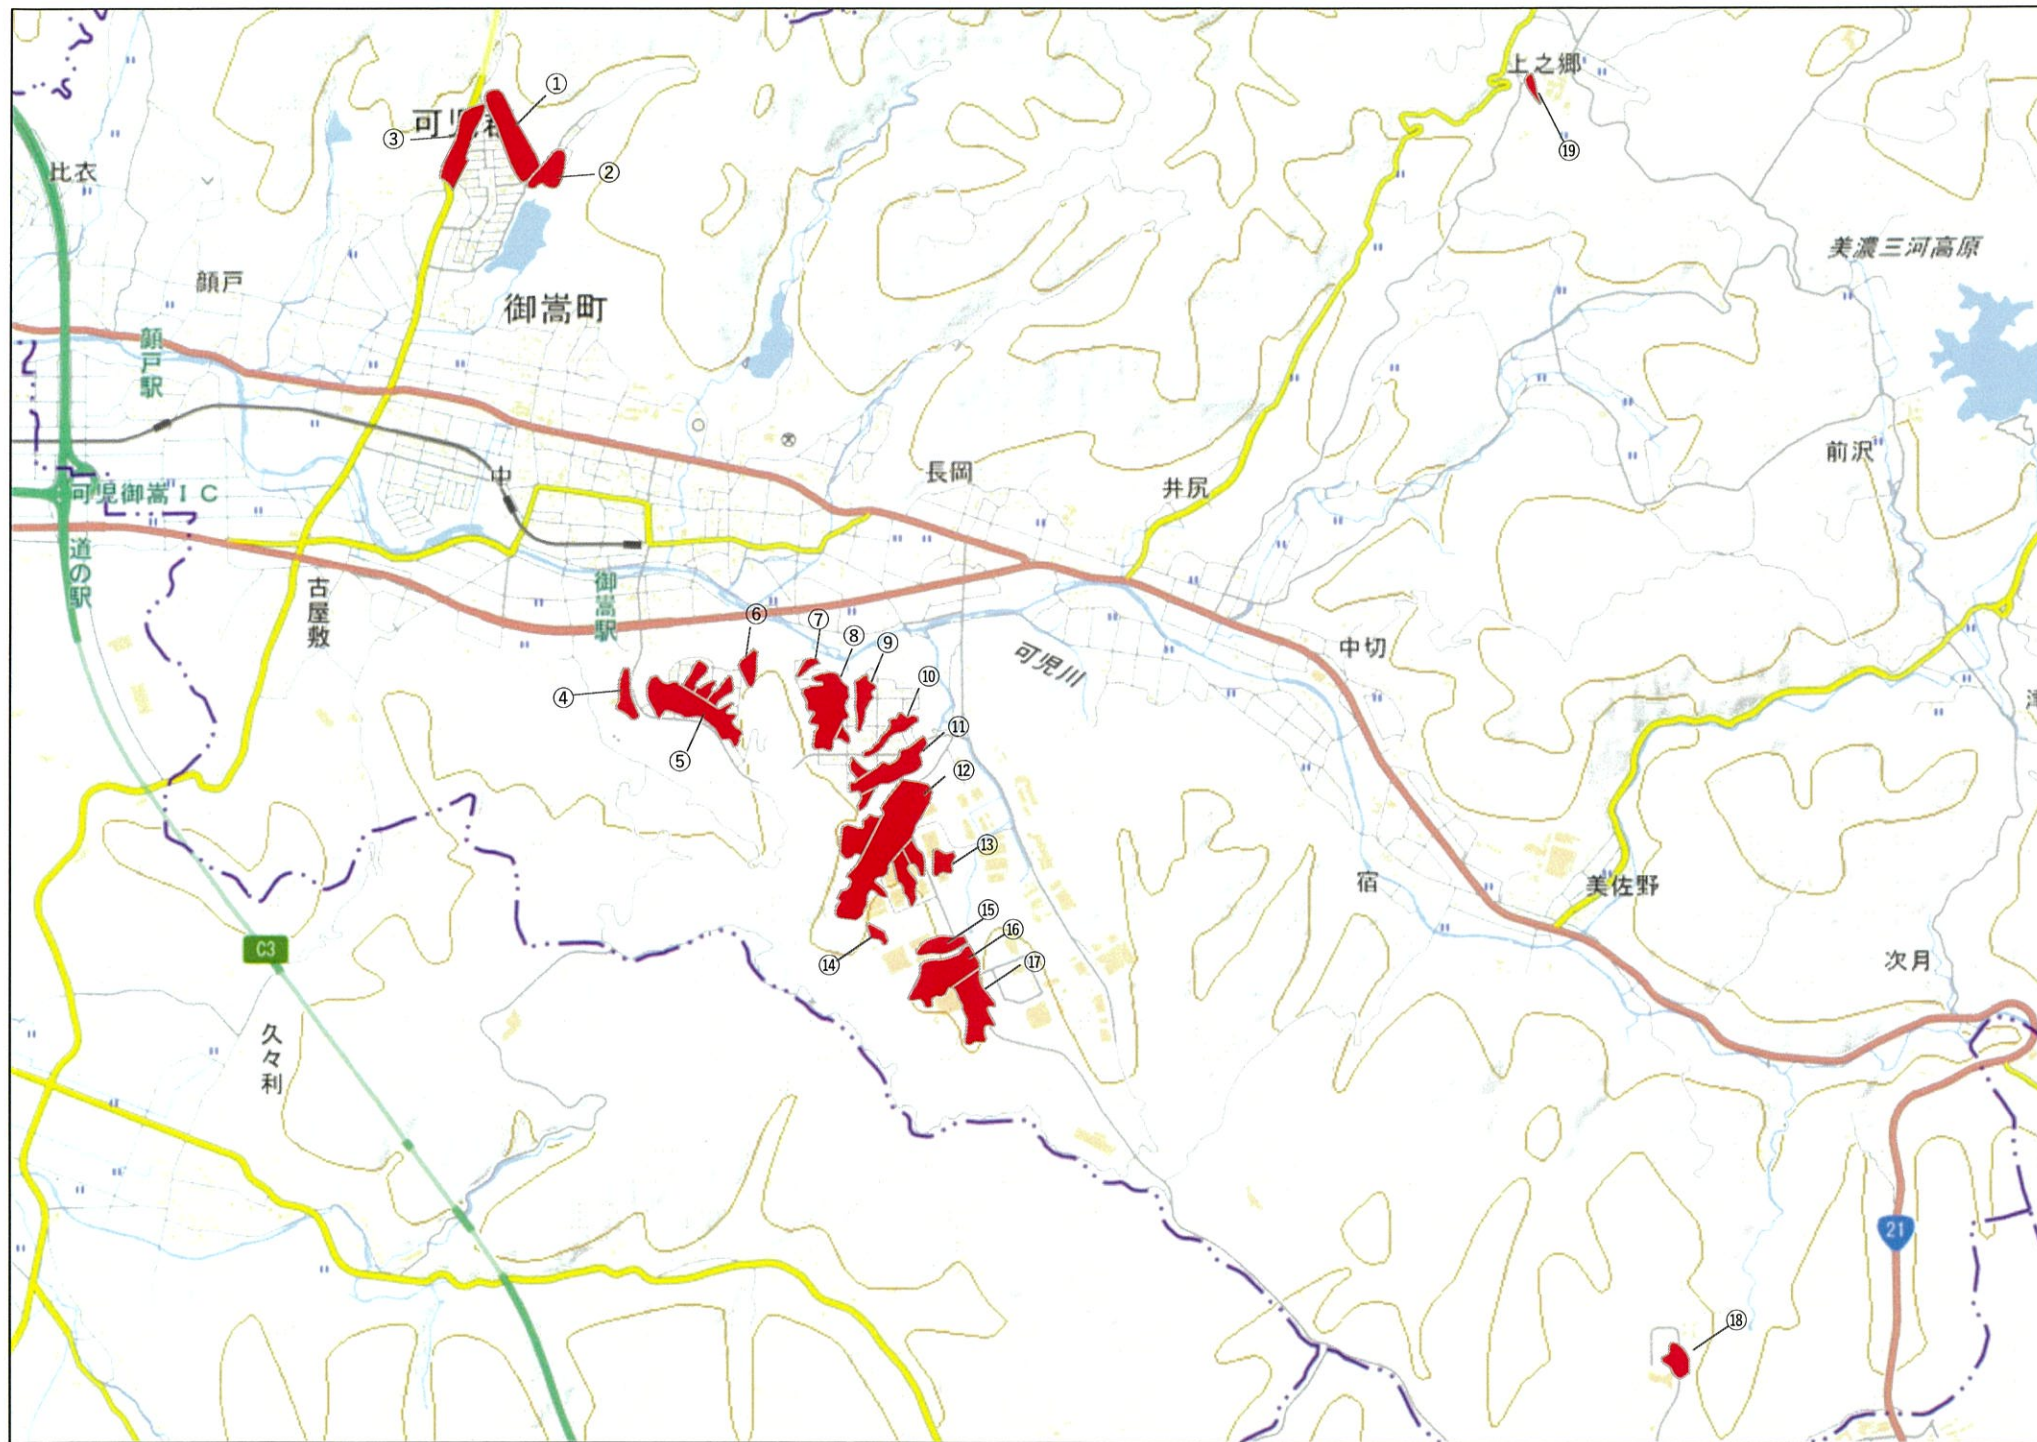 上之郷
①
可児
③
⑲
比衣
②
美濃三河高原
顔戸
御嵩町
顔戸駅
前沢
長岡
中
井尻
可児御嵩IC
道の駅
古屋敷
御嵩駅
⑥
⑦
⑧
⑨
中切
可児川
⑩
④
⑪
⑤
⑫
⑬
宿
美佐野
⑮
⑯
C3
⑭
⑰
次月
久々利
21
⑱